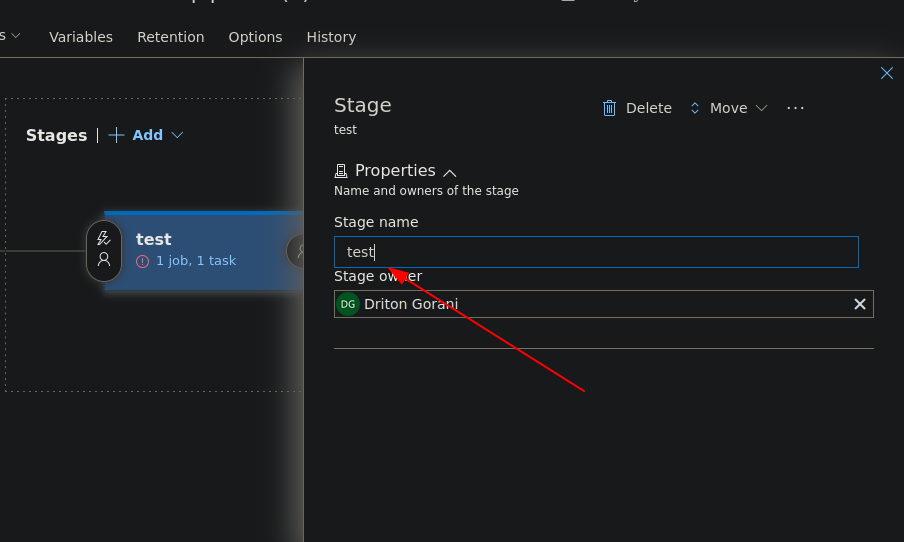 Variables Retention Options History
Stages | + Add
test
1 job, 1 task
Stage
test
Delete Move ...
Properties
Name and owners of the stage
Stage name
test
Stage owner
DG Driton Gorani